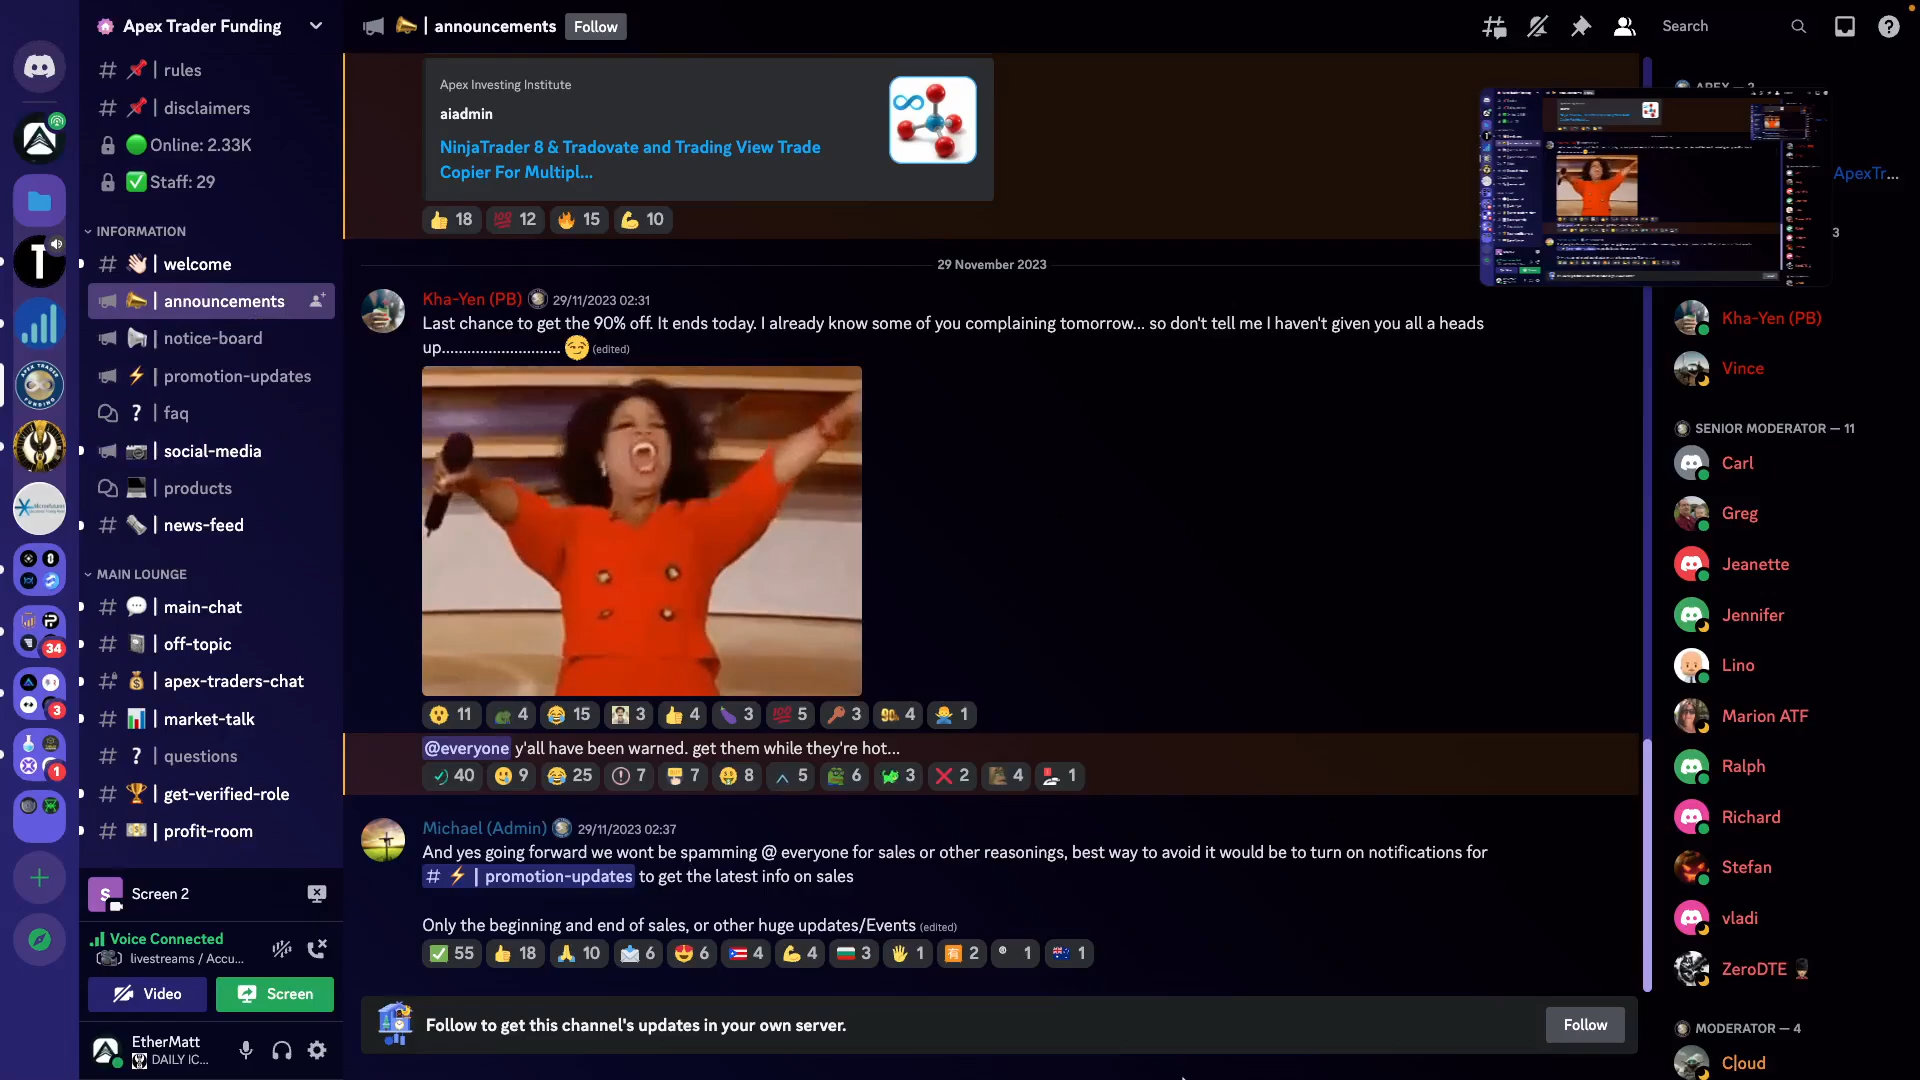 Apex Trader Funding
| announcements
Follow
Search
| rules
| disclaimers
Online: 2.33K
Staff: 29
INFORMATION
| welcome
| announcements
| notice-board
| promotion-updates
? | faq
| social-media
| products
| news-feed
MAIN LOUNGE
| main-chat
| off-topic
| apex-traders-chat
| market-talk
? | questions
| get-verified-role
| profit-room
S
Screen 2
Voice Connected
livestreams / Accu...
Video
Screen
EtherMatt
DAILY IC...
34
3
1
Apex Investing Institute
aiadmin
NinjaTrader 8 & Tradovate and Trading View Trade
Copier For Multipl...
18 12 15 10
29 November 2023
Kha-Yen (PB) 29/11/2023 02:31
Last chance to get the 90% off. It ends today. I already know some of you complaining tomorrow... so don't tell me I haven't given you all a heads
up............................ (edited)
11 4 15 3 4 3 5 3 4 1
@everyone y'all have been warned. get them while they're hot...
40 9 25 7 7 8 5 6 3 2 4 1
Michael (Admin) 29/11/2023 02:37
And yes going forward we wont be spamming @ everyone for sales or other reasonings, best way to avoid it would be to turn on notifications for
# | promotion-updates to get the latest info on sales
Only the beginning and end of sales, or other huge updates/Events (edited)
55 18 10 6 6 4 4 3 1 2 1 1
Follow to get this channel's updates in your own server.
Follow
ApexTr...
3
Kha-Yen (PB)
Vince
SENIOR MODERATOR — 11
Carl
Greg
Jeanette
Jennifer
Lino
Marion ATF
Ralph
Richard
Stefan
vladi
ZeroDTE
MODERATOR — 4
C|oud